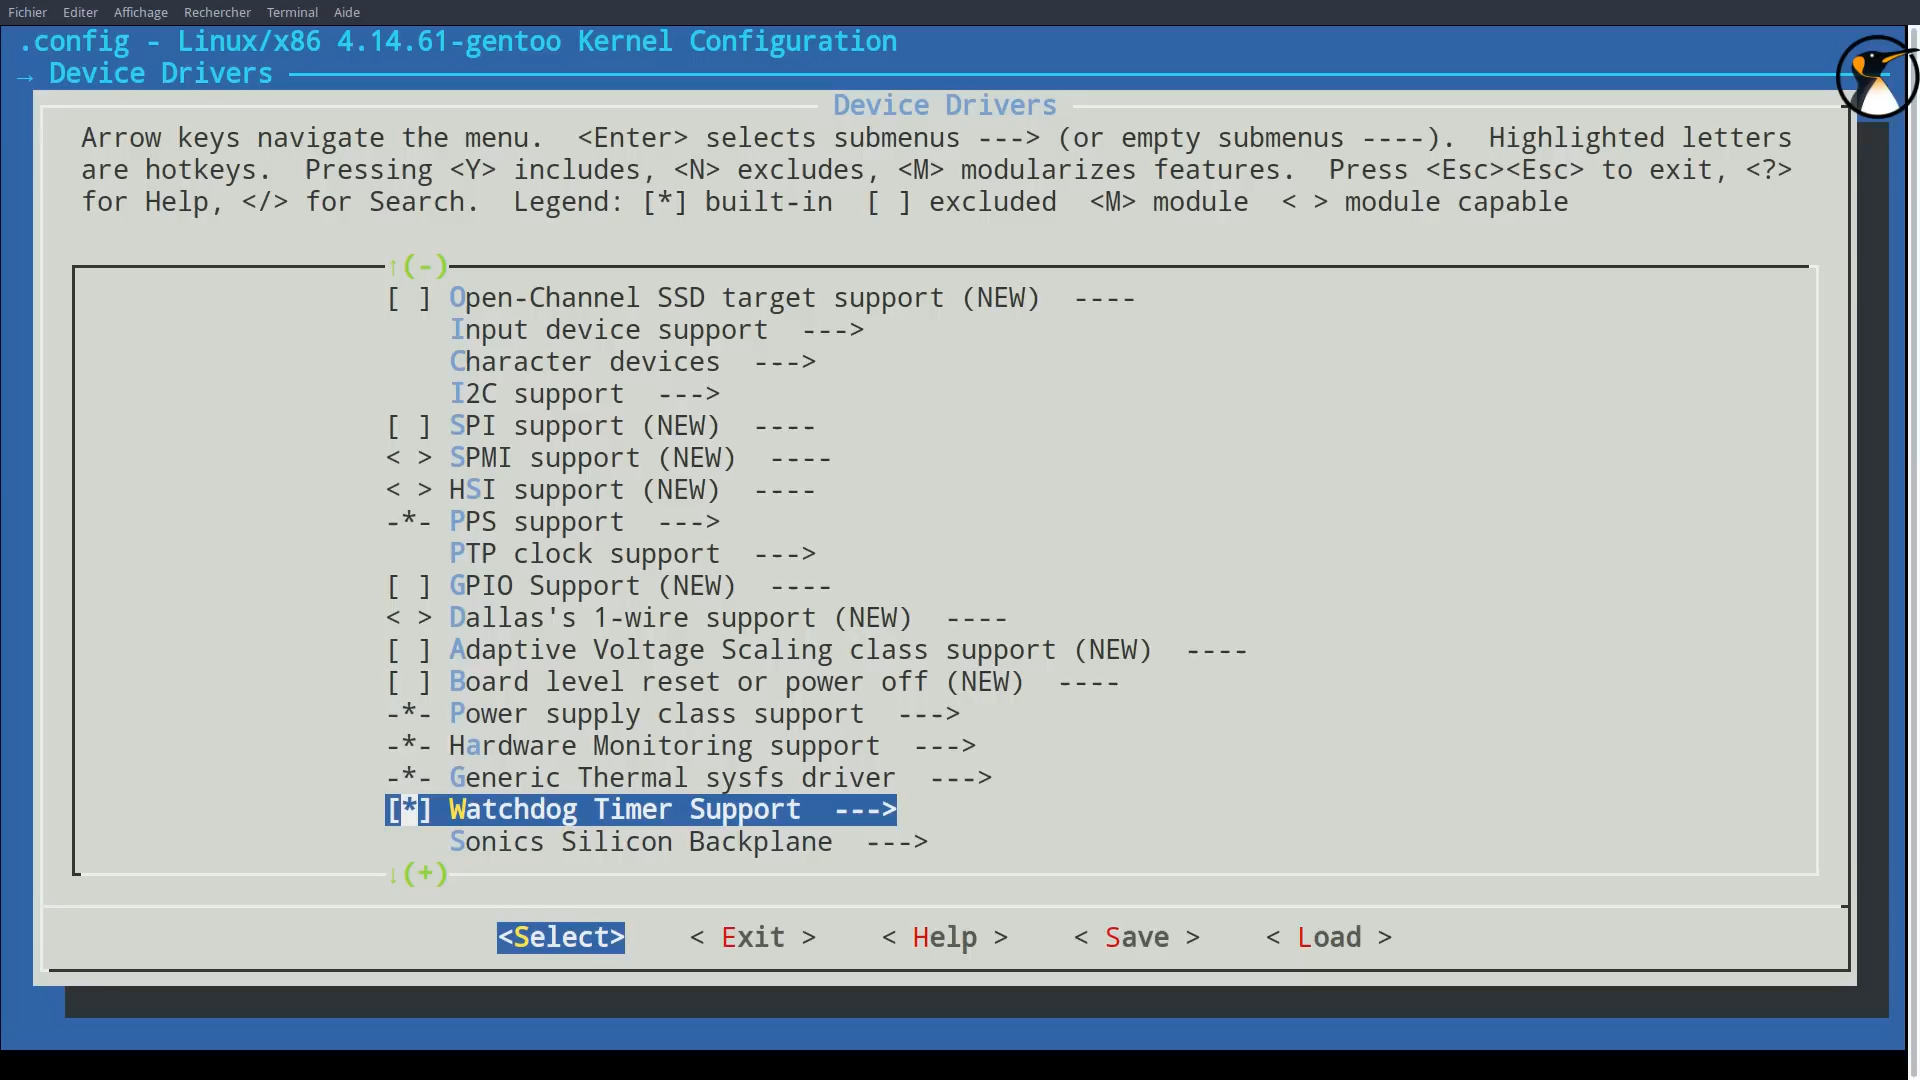 Fichier Editer Affichage Rechercher Terminal Aide
.config - Linux/x86 4.14.61-gentoo Kernel Configuration
→ Device Drivers
Device Drivers
Arrow keys navigate the menu.  <Enter> selects submenus ---> (or empty submenus ----).  Highlighted letters
are hotkeys.  Pressing <Y> includes, <N> excludes, <M> modularizes features.  Press <Esc><Esc> to exit, <?>
for Help, </> for Search.  Legend: [*] built-in  [ ] excluded  <M> module  < > module capable
↑(-)
[ ] Open-Channel SSD target support (NEW)  ----
Input device support  --->
Character devices  --->
I2C support  --->
[ ] SPI support (NEW)  ----
< > SPMI support (NEW)  ----
< > HSI support (NEW)  ----
-*- PPS support  --->
PTP clock support  --->
[ ] GPIO Support (NEW)  ----
< > Dallas's 1-wire support (NEW)  ----
[ ] Adaptive Voltage Scaling class support (NEW)  ----
[ ] Board level reset or power off (NEW)  ----
-*- Power supply class support  --->
-*- Hardware Monitoring support  --->
-*- Generic Thermal sysfs driver  --->
[*] Watchdog Timer Support  --->
Sonics Silicon Backplane  --->
↓(+)
<Select>    < Exit >    < Help >    < Save >    < Load >